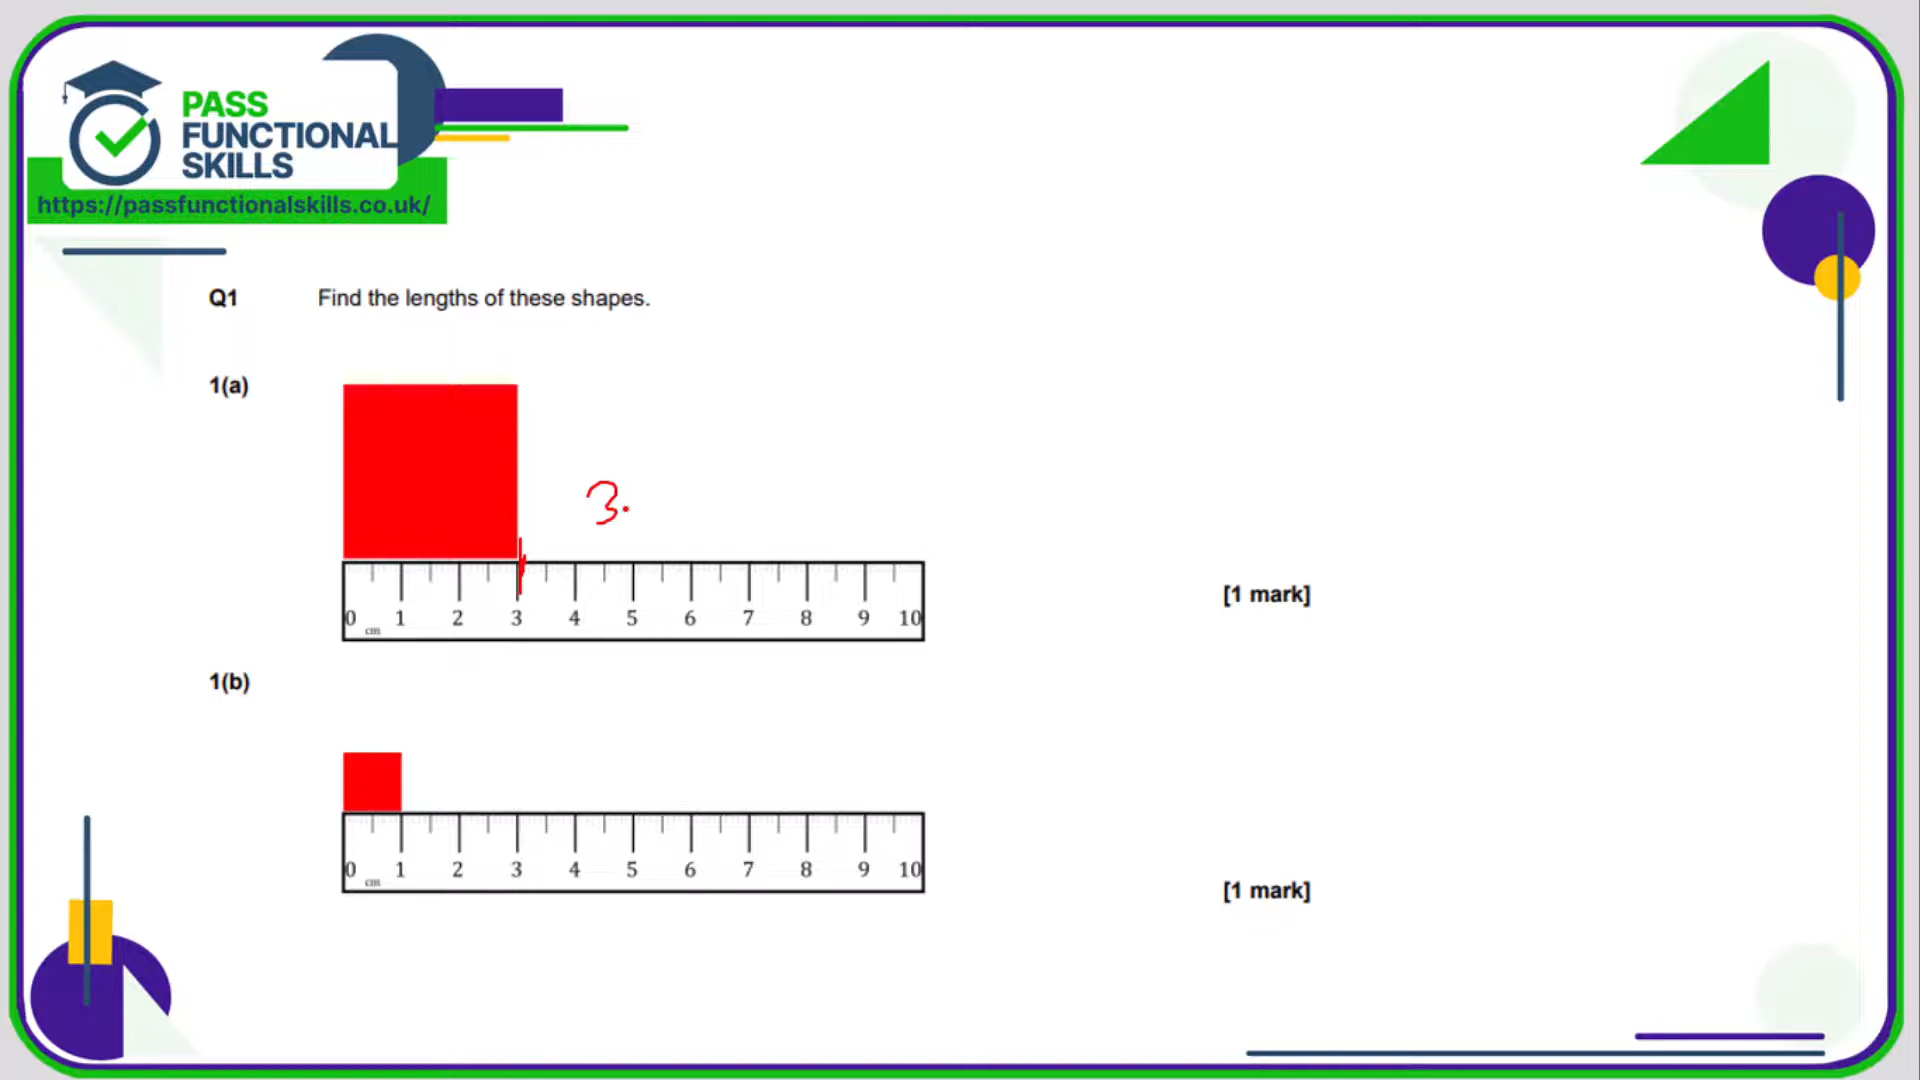 PASS
FUNCTIONAL
SKILLS
https://passfunctionalskills.co.uk/
Q1 Find the lengths of these shapes.
1(a)
3.
0 1 2 3 4 5 6 7 8 9 10
cm
[1 mark]
1(b)
0 1 2 3 4 5 6 7 8 9 10
cm
[1 mark]